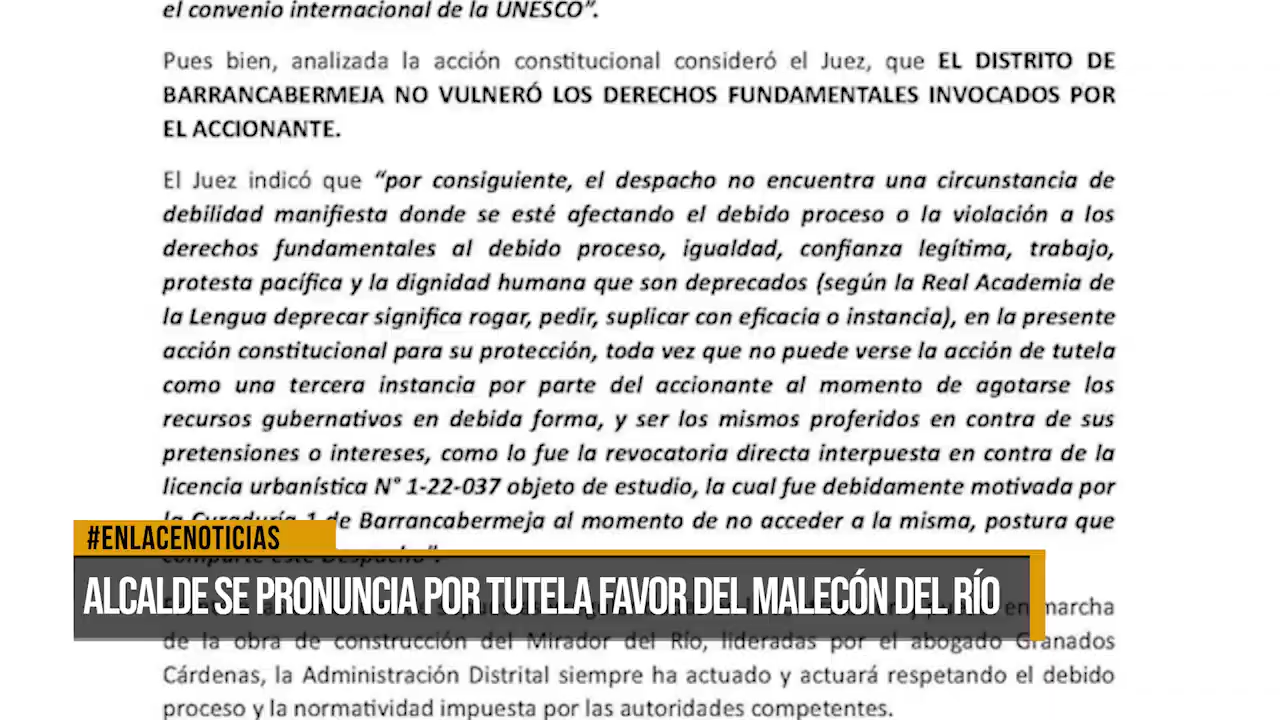 el convenio internacional de la UNESCO”.
Pues bien, analizada la acción constitucional consideró el Juez, que EL DISTRITO DE
BARRANCABERMEJA NO VULNERÓ LOS DERECHOS FUNDAMENTALES INVOCADOS POR
EL ACCIONANTE.
El Juez indicó que “por consiguiente, el despacho no encuentra una circunstancia de
debilidad manifiesta donde se esté afectando el debido proceso o la violación a los
derechos fundamentales al debido proceso, igualdad, confianza legítima, trabajo,
protesta pacífica y la dignidad humana que son deprecados (según la Real Academia de
la Lengua deprecar significa rogar, pedir, suplicar con eficacia o instancia), en la presente
acción constitucional para su protección, toda vez que no puede verse la acción de tutela
como una tercera instancia por parte del accionante al momento de agotarse los
recursos gubernativos en debida forma, y ser los mismos proferidos en contra de sus
pretensiones o intereses, como lo fue la revocatoria directa interpuesta en contra de la
licencia urbanística N° 1-22-037 objeto de estudio, la cual fue debidamente motivada por
la Curaduría 1 de Barrancabermeja al momento de no acceder a la misma, postura que
comparte este Despacho”.
#ENLACENOTICIAS
ALCALDE SE PRONUNCIA POR TUTELA FAVOR DEL MALECÓN DEL RÍO
en marcha
de la obra de construcción del Mirador del Río, lideradas por el abogado Granados
Cárdenas, la Administración Distrital siempre ha actuado y actuará respetando el debido
proceso y la normatividad impuesta por las autoridades competentes.